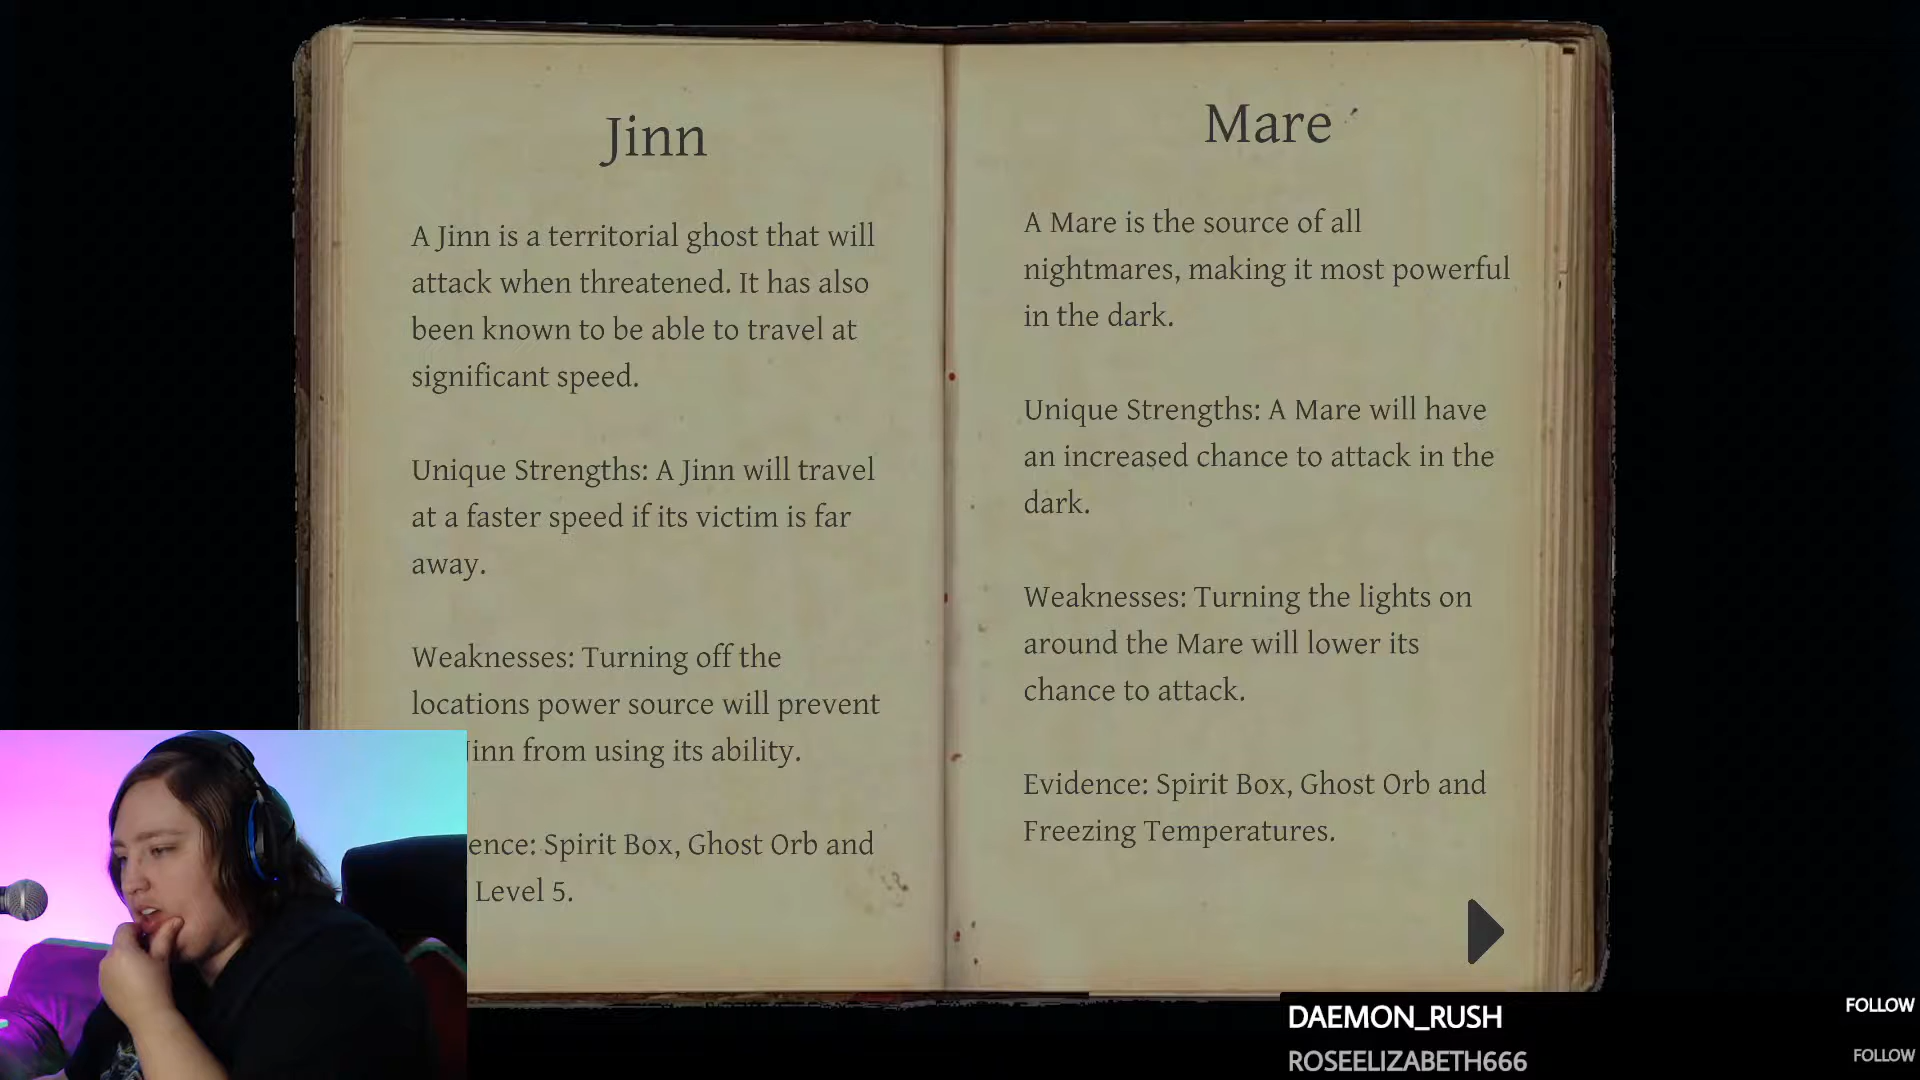 Jinn
A Jinn is a territorial ghost that will
attack when threatened. It has also
been known to be able to travel at
significant speed.
Unique Strengths: A Jinn will travel
at a faster speed if its victim is far
away.
Weaknesses: Turning off the
locations power source will prevent
Jinn from using its ability.
ence: Spirit Box, Ghost Orb and
Level 5.
Mare
A Mare is the source of all
nightmares, making it most powerful
in the dark.
Unique Strengths: A Mare will have
an increased chance to attack in the
dark.
Weaknesses: Turning the lights on
around the Mare will lower its
chance to attack.
Evidence: Spirit Box, Ghost Orb and
Freezing Temperatures.
DAEMON_RUSH
FOLLOW
ROSEELIZABETH666
FOLLOW